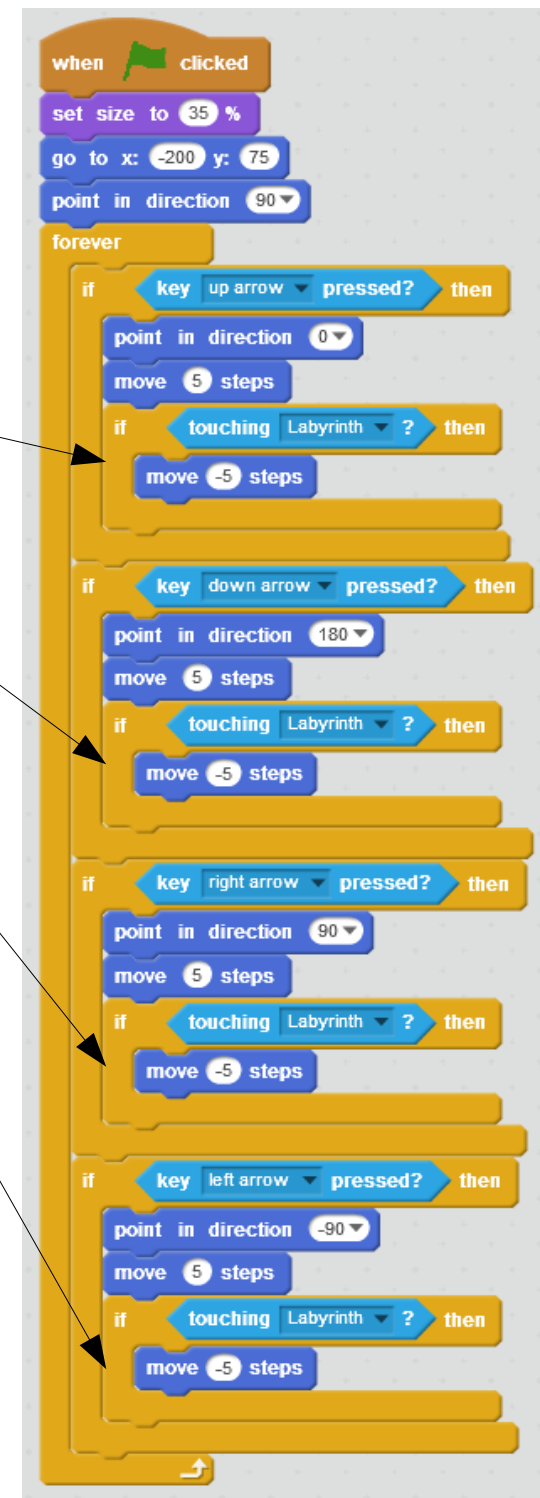 when clicked
set size to 35 %
go to x: -200 y: 75
point in direction 90
forever
if key up arrow pressed? then
point in direction 0
move 5 steps
if touching Labyrinth ? then
move -5 steps
if key down arrow pressed? then
point in direction 180
move 5 steps
if touching Labyrinth ? then
move -5 steps
if key right arrow pressed? then
point in direction 90
move 5 steps
if touching Labyrinth ? then
move -5 steps
if key left arrow pressed? then
point in direction -90
move 5 steps
if touching Labyrinth ? then
move -5 steps